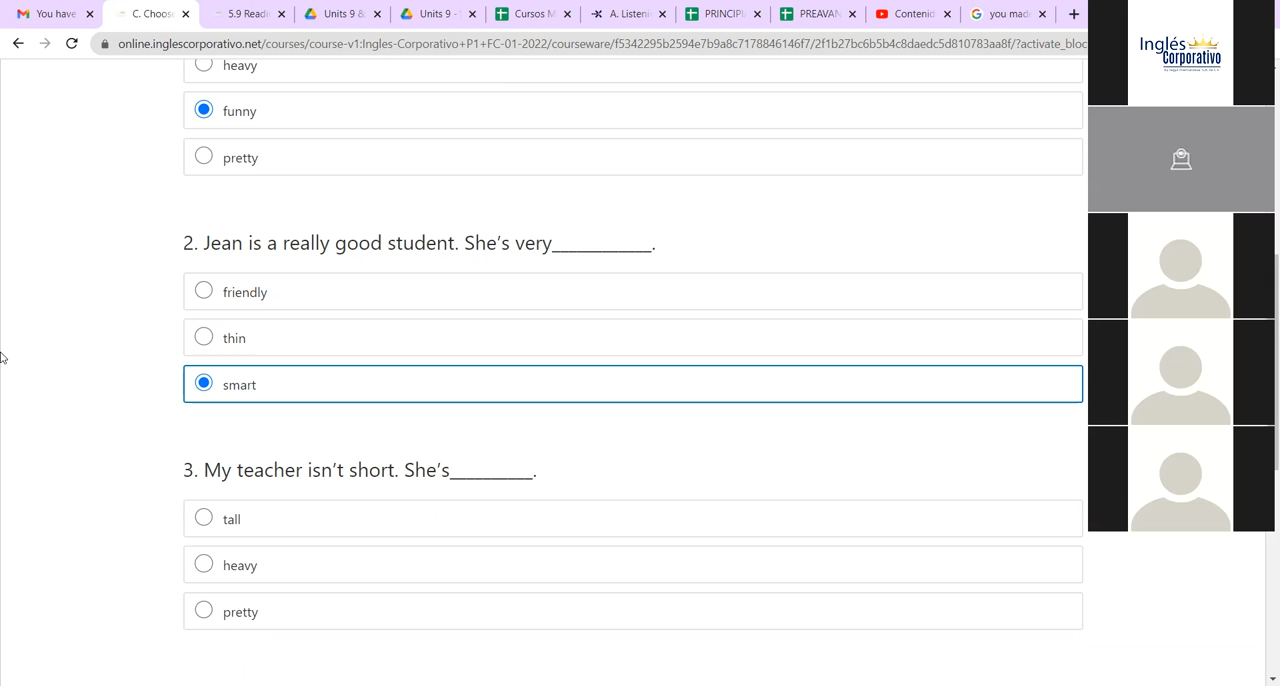 You have
C. Choos
5.9 Readi
Units 9 &
Units 9 -
Cursos M
A. Listeni
PRINCIPI
PREAVAN
Contenid
you mad
online.inglescorporativo.net/courses/course-v1:Ingles-Corporativo+P1+FC-01-2022/courseware/f5342295b2594e7b9a8c7178846146f7/2f1b27bc6b5b4c8daedc5d810783aa8f/?activate_bloc
Inglés
Corporativo
heavy
funny
pretty
2. Jean is a really good student. She's very____________.
friendly
thin
smart
3. My teacher isn't short. She's__________.
tall
heavy
pretty